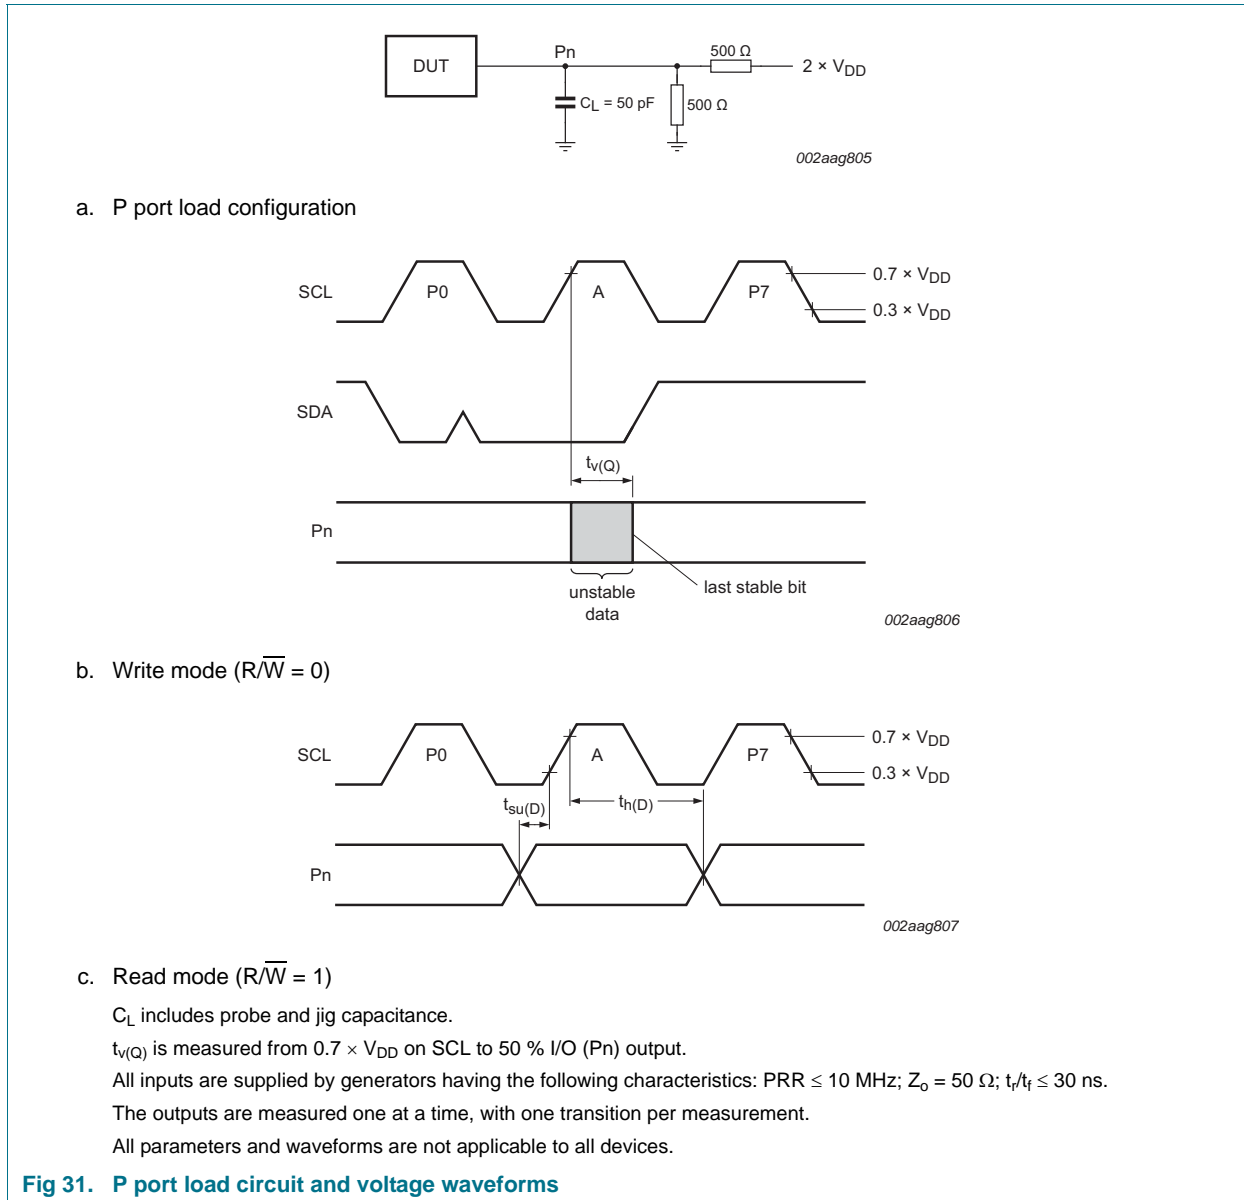 DUT
Pn
500 Ω
2 × VDD
CL = 50 pF
500 Ω
002aag805
a. P port load configuration
SCL
P0
A
P7
0.7 × VDD
0.3 × VDD
SDA
tv(Q)
Pn
unstable
data
last stable bit
002aag806
b. Write mode (R/W̅ = 0)
SCL
P0
A
P7
0.7 × VDD
0.3 × VDD
tsu(D)
th(D)
Pn
002aag807
c. Read mode (R/W̅ = 1)
CL includes probe and jig capacitance.
tv(Q) is measured from 0.7 × VDD on SCL to 50 % I/O (Pn) output.
All inputs are supplied by generators having the following characteristics: PRR ≤ 10 MHz; Zo = 50 Ω; tr/tf ≤ 30 ns.
The outputs are measured one at a time, with one transition per measurement.
All parameters and waveforms are not applicable to all devices.
Fig 31. P port load circuit and voltage waveforms